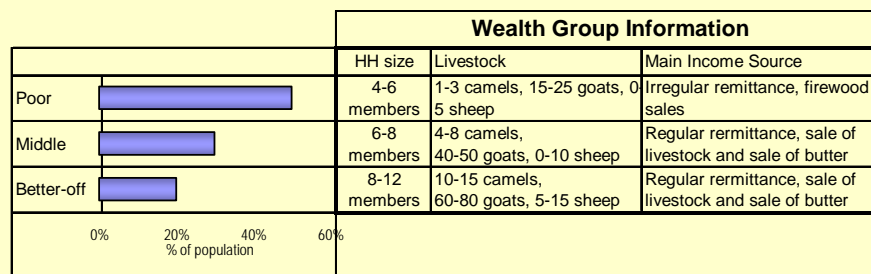 Wealth Group Information
HH size Livestock Main Income Source
Poor 4-6 members 1-3 camels, 15-25 goats, 0-5 sheep Irregular remittance, firewood sales
Middle 6-8 members 4-8 camels, 40-50 goats, 0-10 sheep Regular rermittance, sale of livestock and sale of butter
Better-off 8-12 members 10-15 camels, 60-80 goats, 5-15 sheep Regular rermittance, sale of livestock and sale of butter
0% 20% 40% 60%
% of population